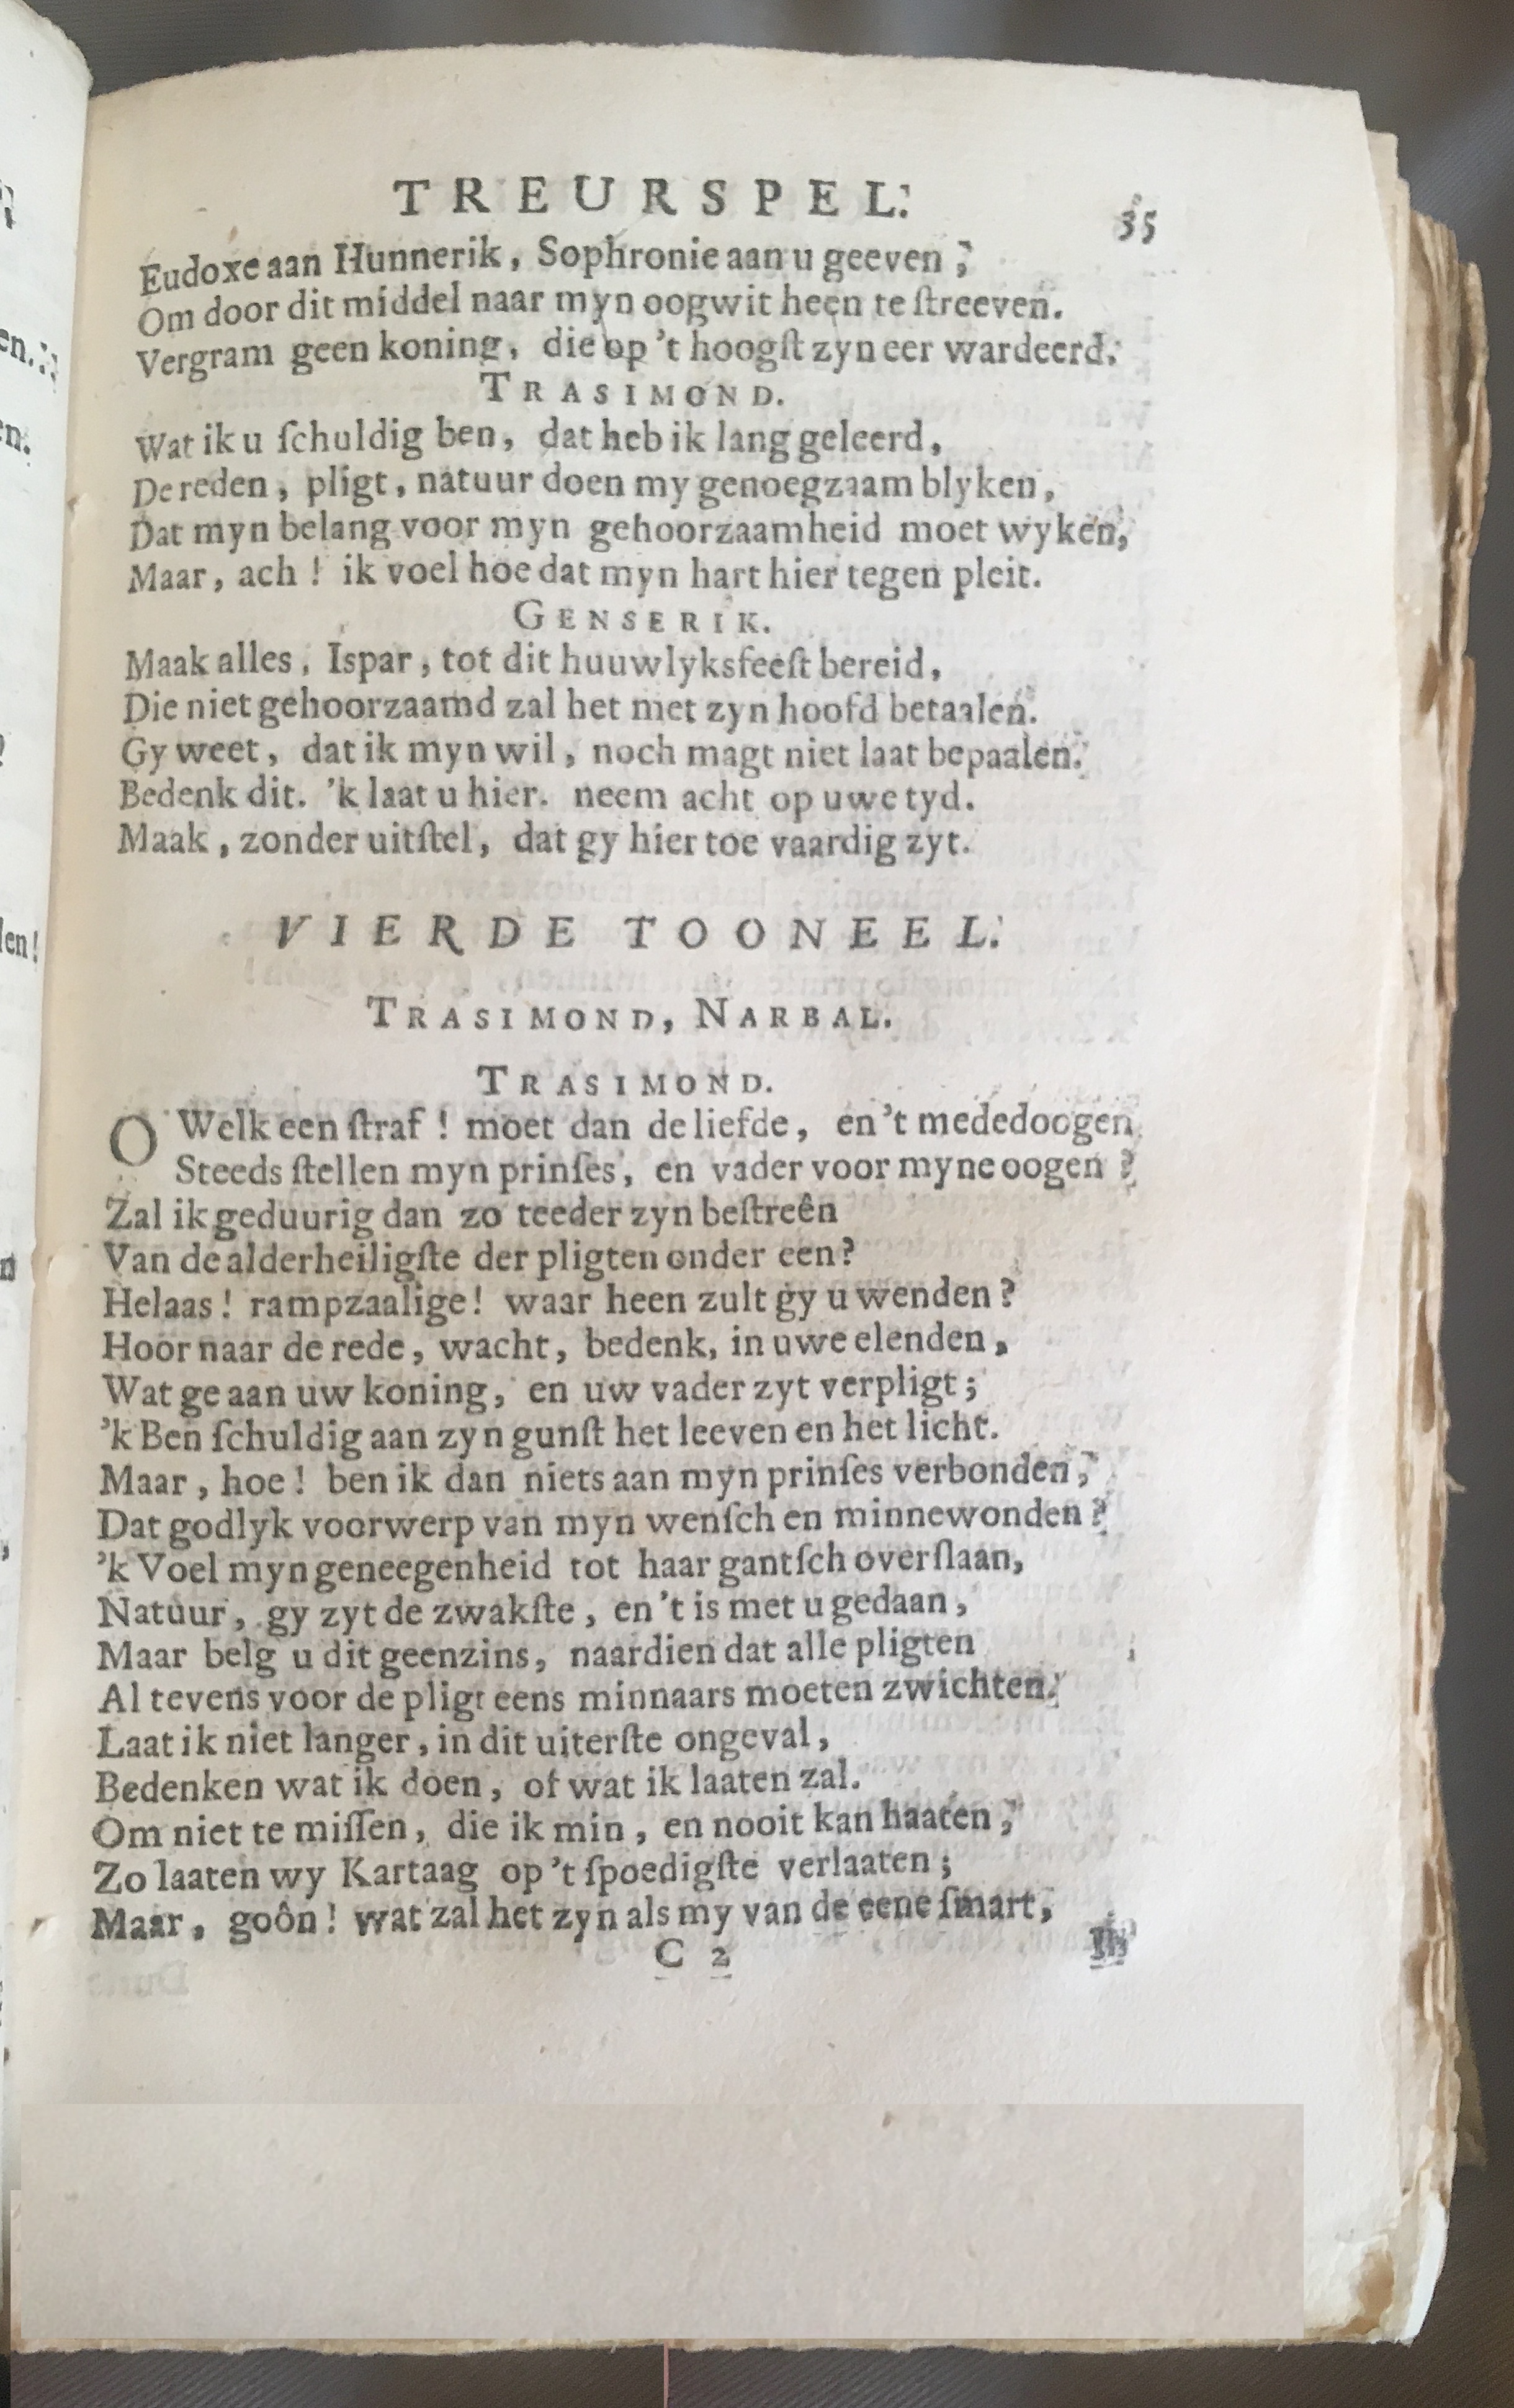 TREURSPEL. 35
Eudoxe aan Hunnerik, Sophronie aan u geeven,
Om door dit middel naar myn oogwit heen te ſtreeven.
Vergram geen koning, die op 't hoogſt zyn eer wardeerd.
TRASIMOND.
Wat ik u ſchuldig ben, dat heb ik lang geleerd,
De reden, pligt, natuur doen my genoegzaam blyken,
Dat myn belang voor myn gehoorzaamheid moet wyken,
Maar, ach! ik voel hoe dat myn hart hier tegen pleit.
GENSERIK.
Maak alles, Ispar, tot dit huuwlyksfeeſt bereid,
Die niet gehoorzaamd zal het met zyn hoofd betaalen.
Gy weet, dat ik myn wil, noch magt niet laat bepaalen.
Bedenk dit. 'k laat u hier. neem acht op uwe tyd.
Maak, zonder uitſtel, dat gy hier toe vaardig zyt.
VIERDE TOONEEL.
TRASIMOND, NARBAL.
TRASIMOND.
O Welk een ſtraf! moet dan de liefde, en 't mededoogen
Steeds ſtellen myn prinſes, en vader voor myne oogen?
Zal ik geduurig dan zo teeder zyn beſtreên
Van de alderheiligſte der pligten onder een?
Helaas! rampzaalige! waar heen zult gy u wenden?
Hoor naar de rede, wacht, bedenk, in uwe elenden,
Wat ge aan uw koning, en uw vader zyt verpligt;
'k Ben ſchuldig aan zyn gunſt het leeven en het licht.
Maar, hoe! ben ik dan niets aan myn prinſes verbonden,
Dat godlyk voorwerp van myn wenſch en minnewonden?
'k Voel myn geneegenheid tot haar gantſch overſlaan,
Natuur, gy zyt de zwakſte, en 't is met u gedaan,
Maar belg u dit geenzins, naardien dat alle pligten
Al tevens voor de pligt eens minnaars moeten zwichten.
Laat ik niet langer, in dit uiterſte ongeval,
Bedenken wat ik doen, of wat ik laaten zal.
Om niet te miſſen, die ik min, en nooit kan haaten,
Zo laaten wy Kartaag op 't ſpoedigſte verlaaten;
Maar, goôn! wat zal het zyn als my van de eene ſmart,
C 2